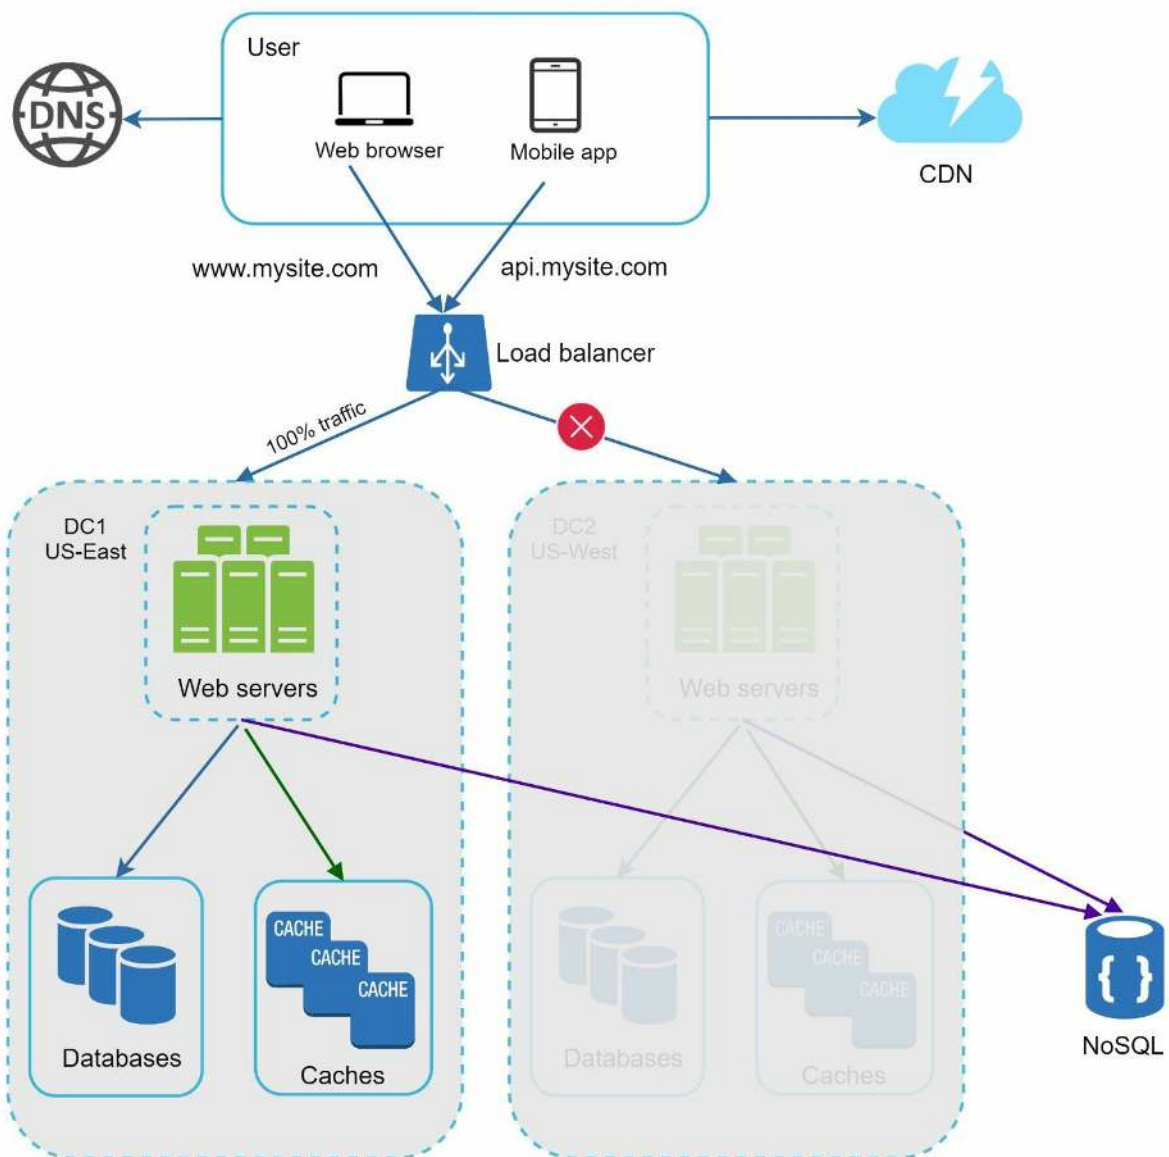 User
DNS
Web browser
Mobile app
CDN
www.mysite.com
api.mysite.com
Load balancer
100% traffic
DC1
US-East
Web servers
DC2
US-West
Web servers
CACHE
CACHE
CACHE
Databases
Caches
CACHE
CACHE
CACHE
Databases
Caches
{ }
NoSQL